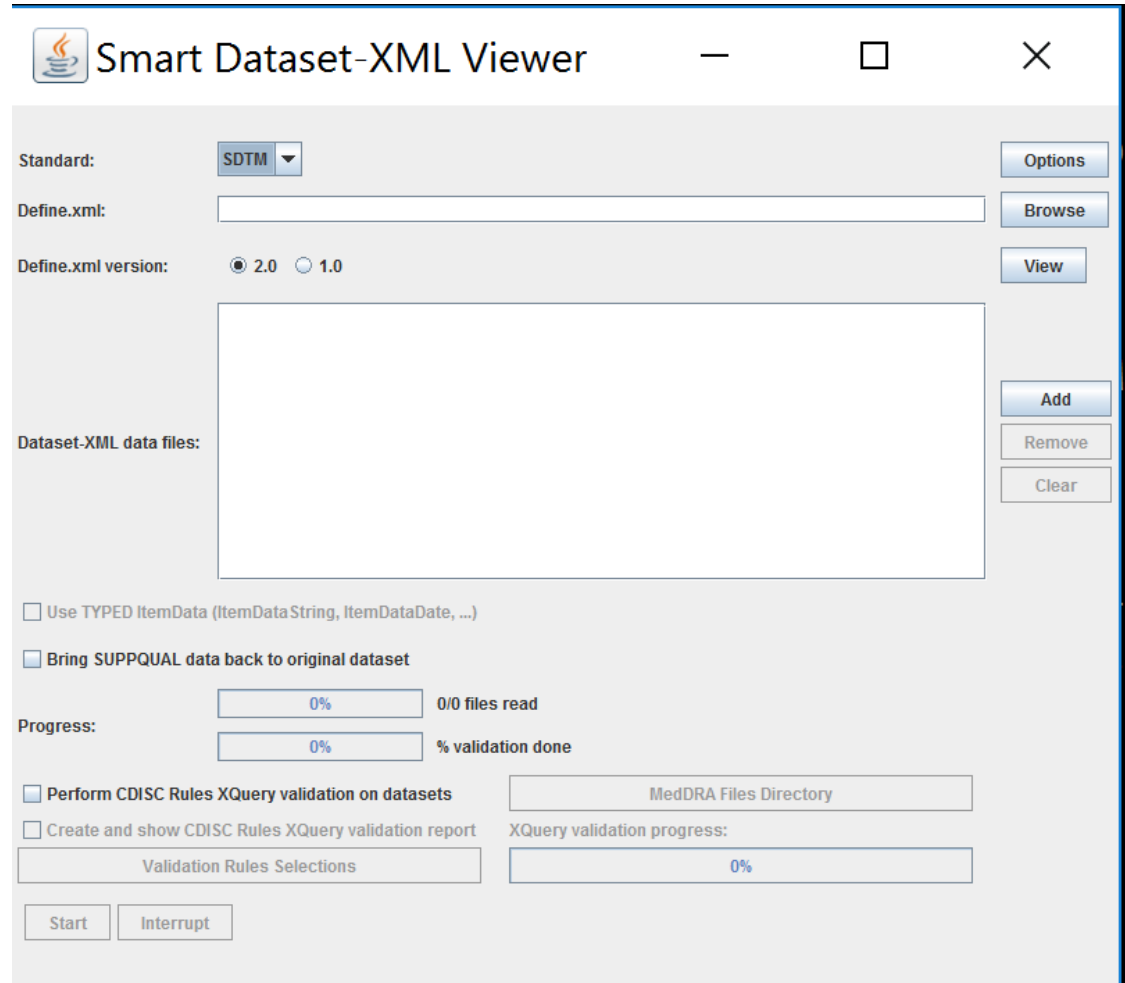 Smart Dataset-XML Viewer
Standard: SDTM Options
Define.xml: Browse
Define.xml version: 2.0 1.0 View
Add
Dataset-XML data files: Remove
Clear
Use TYPED ItemData (ItemDataString, ItemDataDate, ...)
Bring SUPPQUAL data back to original dataset
0% 0/0 files read
Progress:
0% % validation done
Perform CDISC Rules XQuery validation on datasets MedDRA Files Directory
Create and show CDISC Rules XQuery validation report XQuery validation progress:
Validation Rules Selections 0%
Start Interrupt